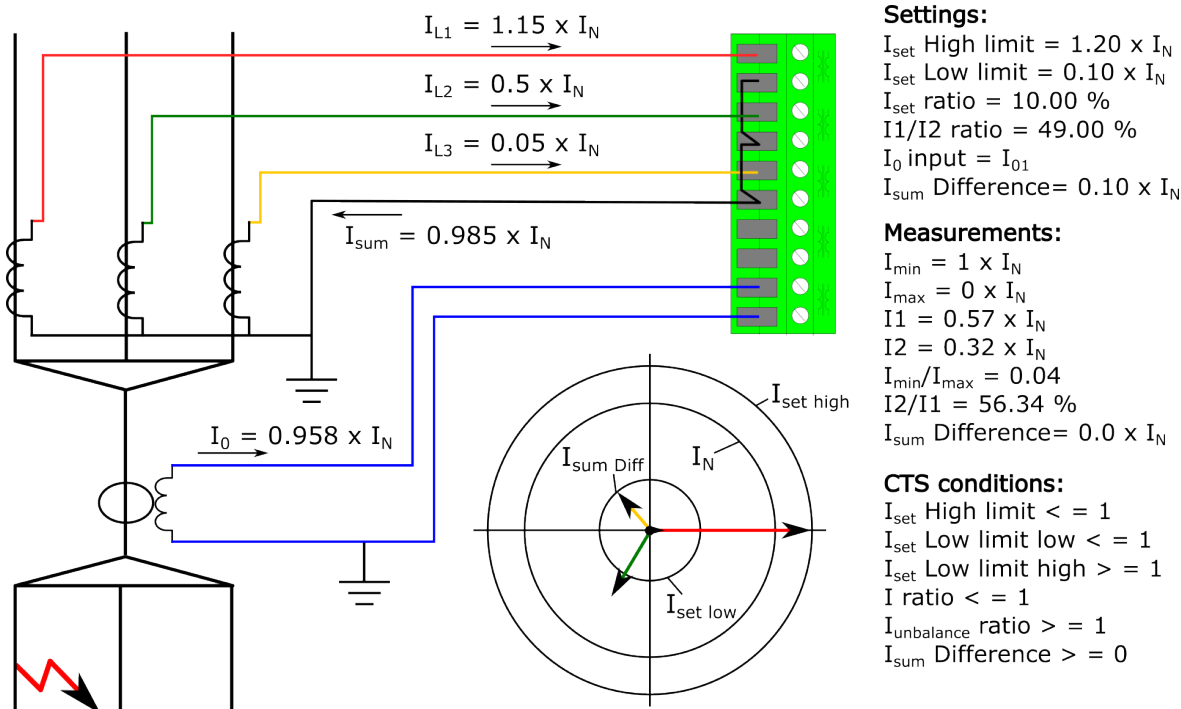 I_L1 = 1.15 x I_N
I_L2 = 0.5 x I_N
I_L3 = 0.05 x I_N
I_sum = 0.985 x I_N
I_0 = 0.958 x I_N
I_set high
I_N
I_sum Diff
I_set low
Settings:
I_set High limit = 1.20 x I_N
I_set Low limit = 0.10 x I_N
I_set ratio = 10.00 %
I1/I2 ratio = 49.00 %
I_0 input = I_01
I_sum Difference= 0.10 x I_N
Measurements:
I_min = 1 x I_N
I_max = 0 x I_N
I1 = 0.57 x I_N
I2 = 0.32 x I_N
I_min/I_max = 0.04
I2/I1 = 56.34 %
I_sum Difference= 0.0 x I_N
CTS conditions:
I_set High limit < = 1
I_set Low limit low < = 1
I_set Low limit high > = 1
I ratio < = 1
I_unbalance ratio > = 1
I_sum Difference > = 0